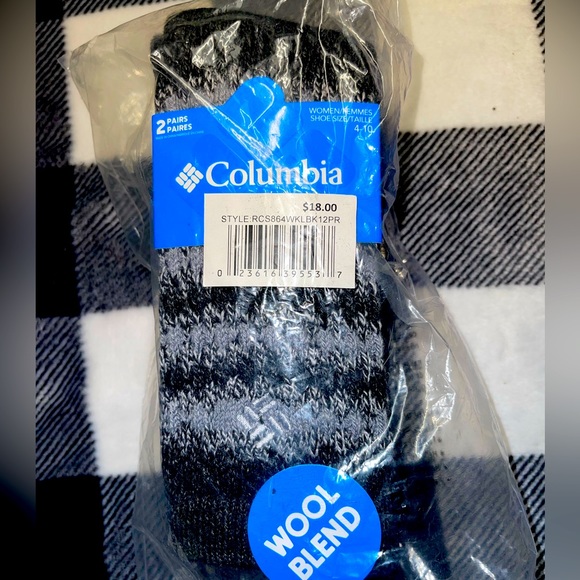 2 PAIRS
PAIRES
WOMEN/FEMMES
SHOE SIZE/TAILLE
4-10
Columbia
$18.00
STYLE:RCS864WKLBK12PR
0 23616 39553 7
WOOL
BLEND